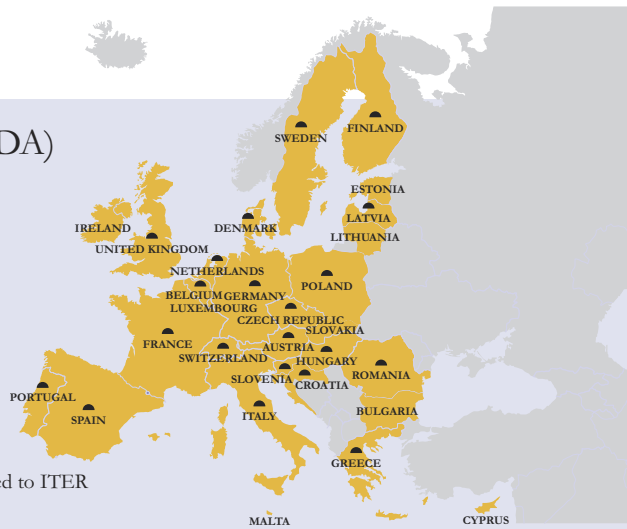 DA)
SWEDEN
FINLAND
ESTONIA
LATVIA
LITHUANIA
IRELAND
UNITED KINGDOM
DENMARK
NETHERLANDS
POLAND
BELGIUM GERMANY
LUXEMBOURG
CZECH REPUBLIC
SLOVAKIA
FRANCE
AUSTRIA
SWITZERLAND
HUNGARY
SLOVENIA
CROATIA
ROMANIA
PORTUGAL
SPAIN
ITALY
BULGARIA
GREECE
ed to ITER
MALTA
CYPRUS